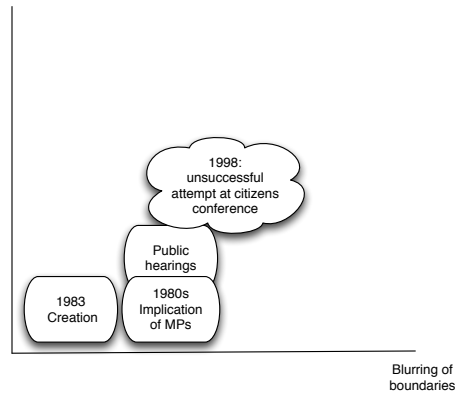 1998:
unsuccessful
attempt at citizens
conference
Public
hearings
1983
Creation
1980s
Implication
of MPs
Blurring of
boundaries